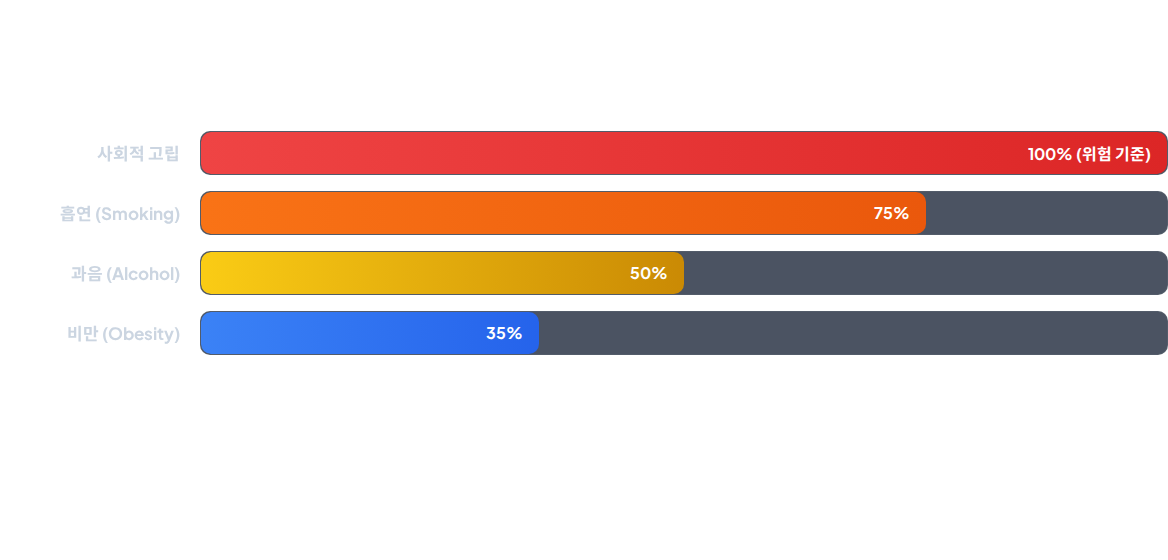 사회적 고립 100% (위험 기준)
흡연 (Smoking) 75%
과음 (Alcohol) 50%
비만 (Obesity) 35%